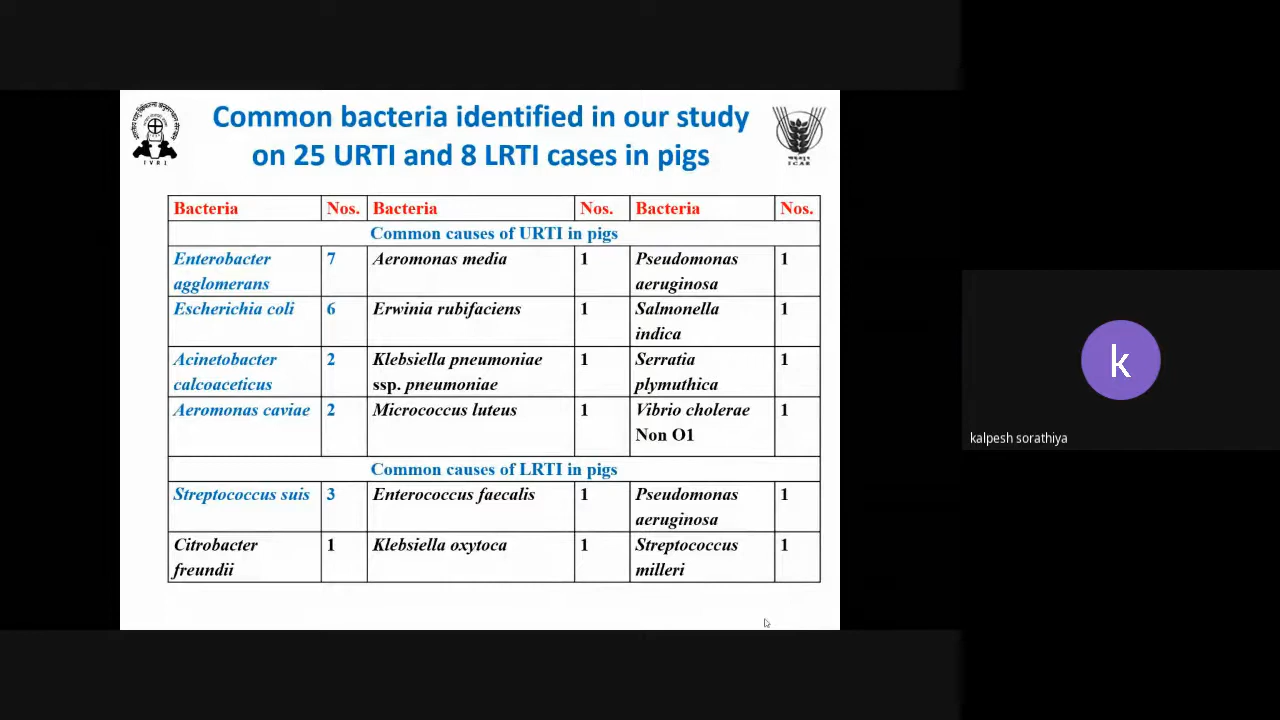 Common bacteria identified in our study
on 25 URTI and 8 LRTI cases in pigs
I V R I
ICAR
Bacteria Nos. Bacteria Nos. Bacteria Nos.
Common causes of URTI in pigs
Enterobacter agglomerans 7 Aeromonas media 1 Pseudomonas aeruginosa 1
Escherichia coli 6 Erwinia rubifaciens 1 Salmonella indica 1
Acinetobacter calcoaceticus 2 Klebsiella pneumoniae ssp. pneumoniae 1 Serratia plymuthica 1
Aeromonas caviae 2 Micrococcus luteus 1 Vibrio cholerae Non O1 1
Common causes of LRTI in pigs
Streptococcus suis 3 Enterococcus faecalis 1 Pseudomonas aeruginosa 1
Citrobacter freundii 1 Klebsiella oxytoca 1 Streptococcus milleri 1
k
kalpesh sorathiya